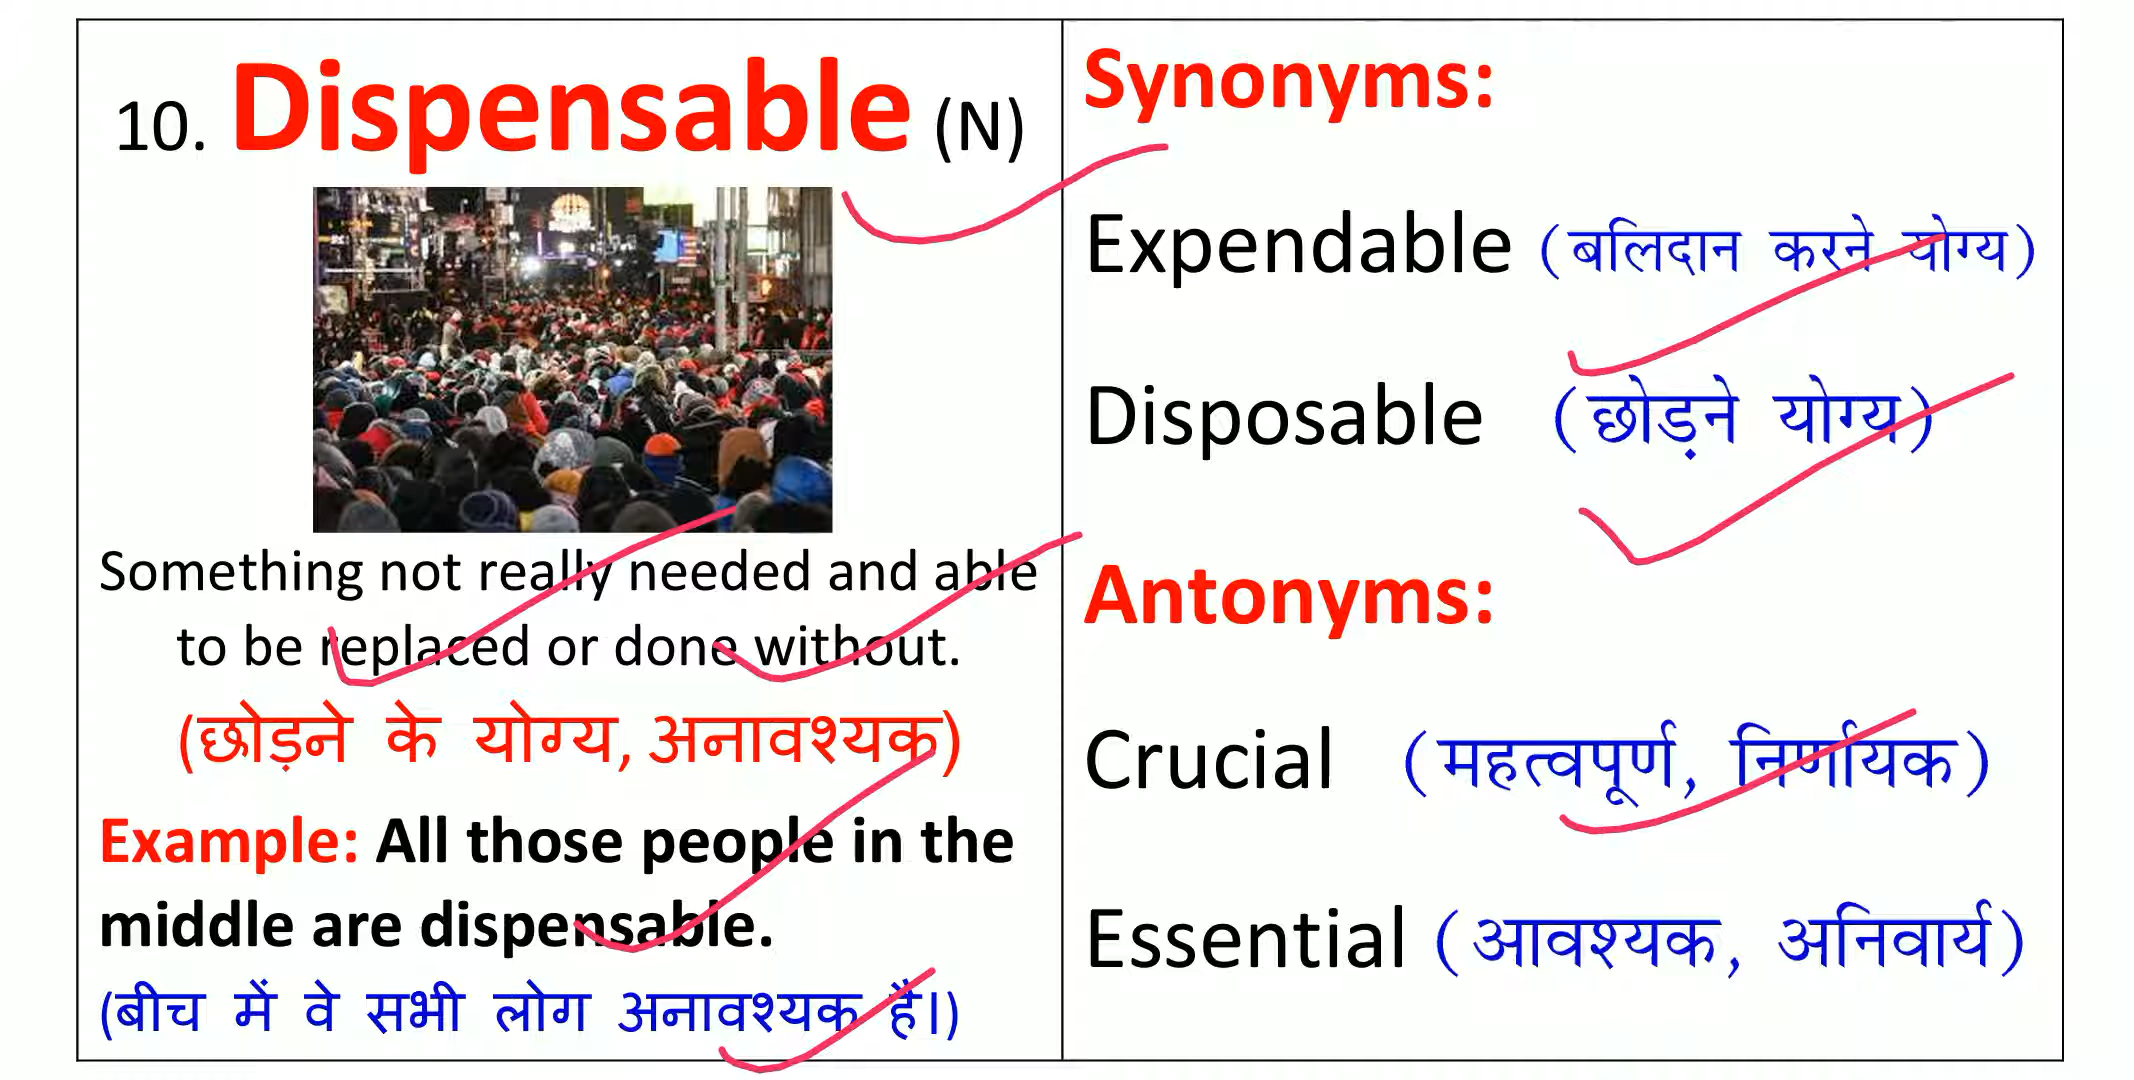 10. Dispensable (N)
Something not really needed and able
to be replaced or done without.
(छोड़ने के योग्य, अनावश्यक)
Example: All those people in the
middle are dispensable.
(बीच में वे सभी लोग अनावश्यक हैं।)
Synonyms:
Expendable (बलिदान करने योग्य)
Disposable (छोड़ने योग्य)
Antonyms:
Crucial (महत्वपूर्ण, निर्णायक)
Essential (आवश्यक, अनिवार्य)